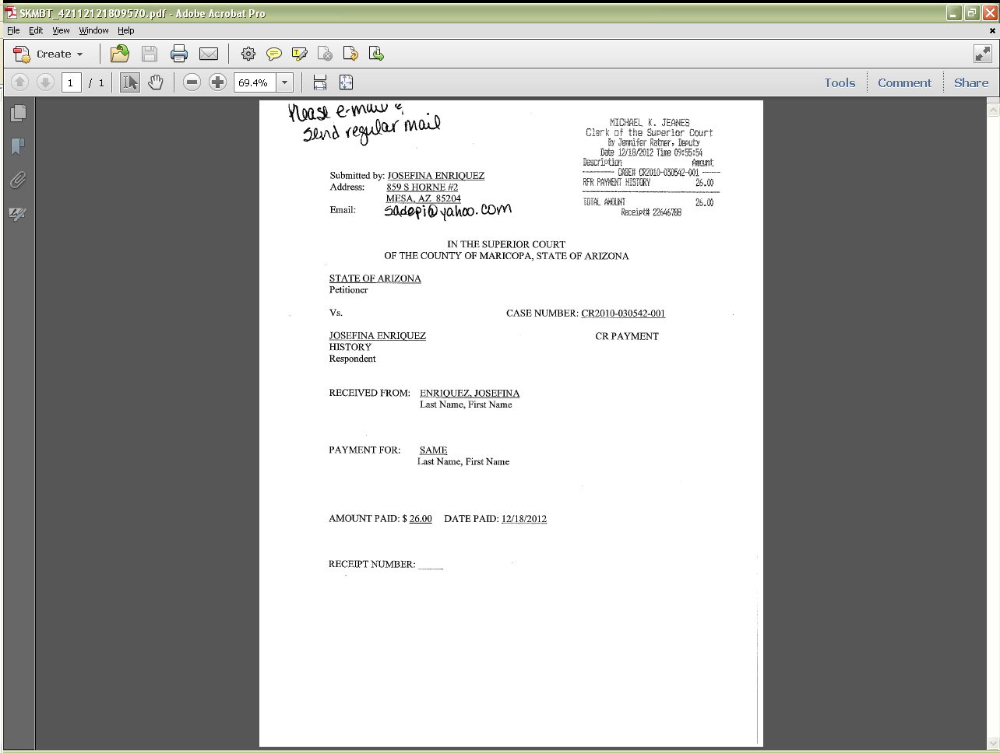 SKMBT_42112121809570.pdf - Adobe Acrobat Pro
File Edit View Window Help
Create
1 / 1 69.4% Tools Comment Share
Please e-mail &
send regular mail
MICHAEL K. JEANES
Clerk of the Superior Court
By Jennifer Ratner, Deputy
Date 12/18/2012 Time 09:55:54
Description Amount
CASE# CR2010-030542-001
RFR PAYMENT HISTORY 26.00
TOTAL AMOUNT 26.00
Receipt# 22646788
Submitted by: JOSEFINA ENRIQUEZ
Address: 859 S HORNE #2
MESA, AZ 85204
Email: sadepi@yahoo.com
IN THE SUPERIOR COURT
OF THE COUNTY OF MARICOPA, STATE OF ARIZONA
STATE OF ARIZONA
Petitioner
Vs. CASE NUMBER: CR2010-030542-001
JOSEFINA ENRIQUEZ CR PAYMENT
HISTORY
Respondent
RECEIVED FROM: ENRIQUEZ, JOSEFINA
Last Name, First Name
PAYMENT FOR: SAME
Last Name, First Name
AMOUNT PAID: $ 26.00 DATE PAID: 12/18/2012
RECEIPT NUMBER: _____